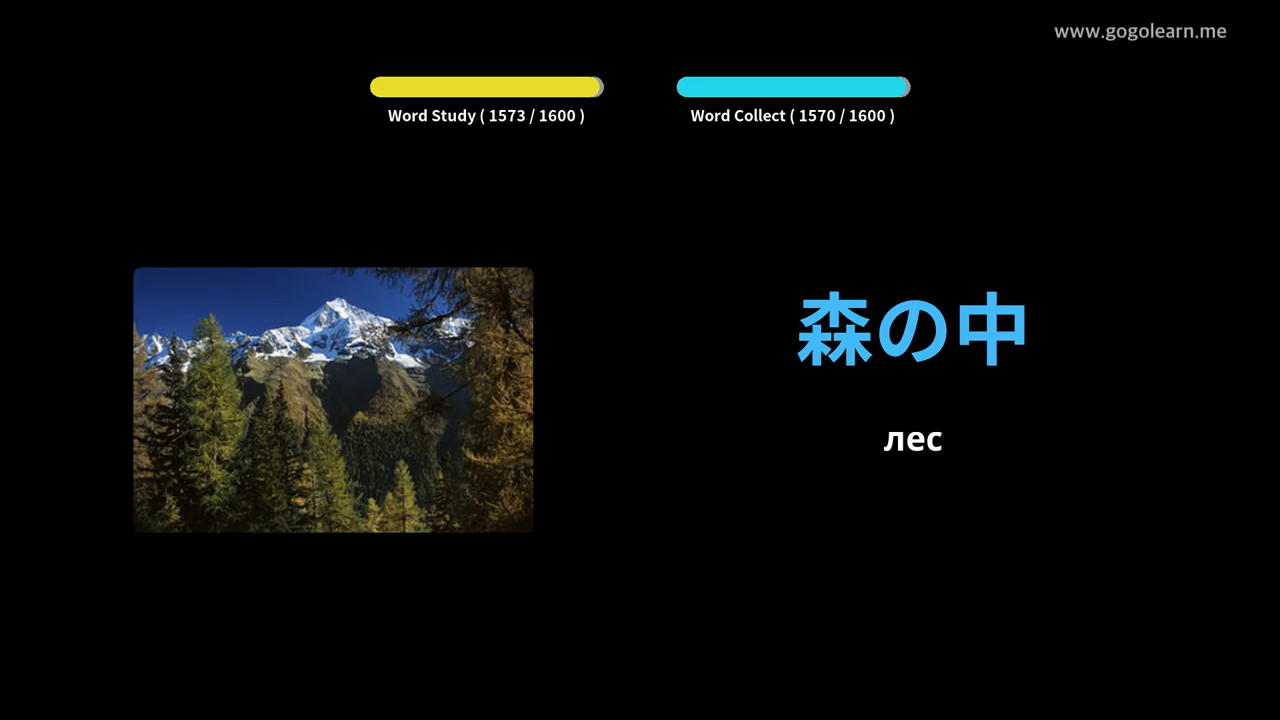 www.gogolearn.me
Word Study ( 1573 / 1600 )
Word Collect ( 1570 / 1600 )
森の中
лес